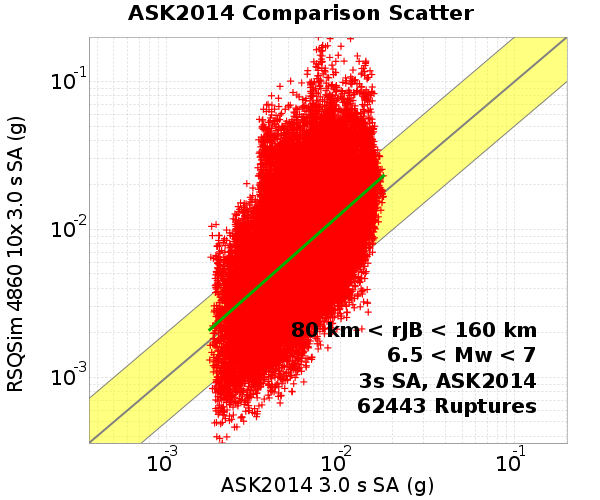 ASK2014 Comparison Scatter
RSQSim 4860 10x 3.0 s SA (g)
10-1
10-2
10-3
80 km < rJB < 160 km
6.5 < Mw < 7
3s SA, ASK2014
62443 Ruptures
10-3 10-2 10-1
ASK2014 3.0 s SA (g)